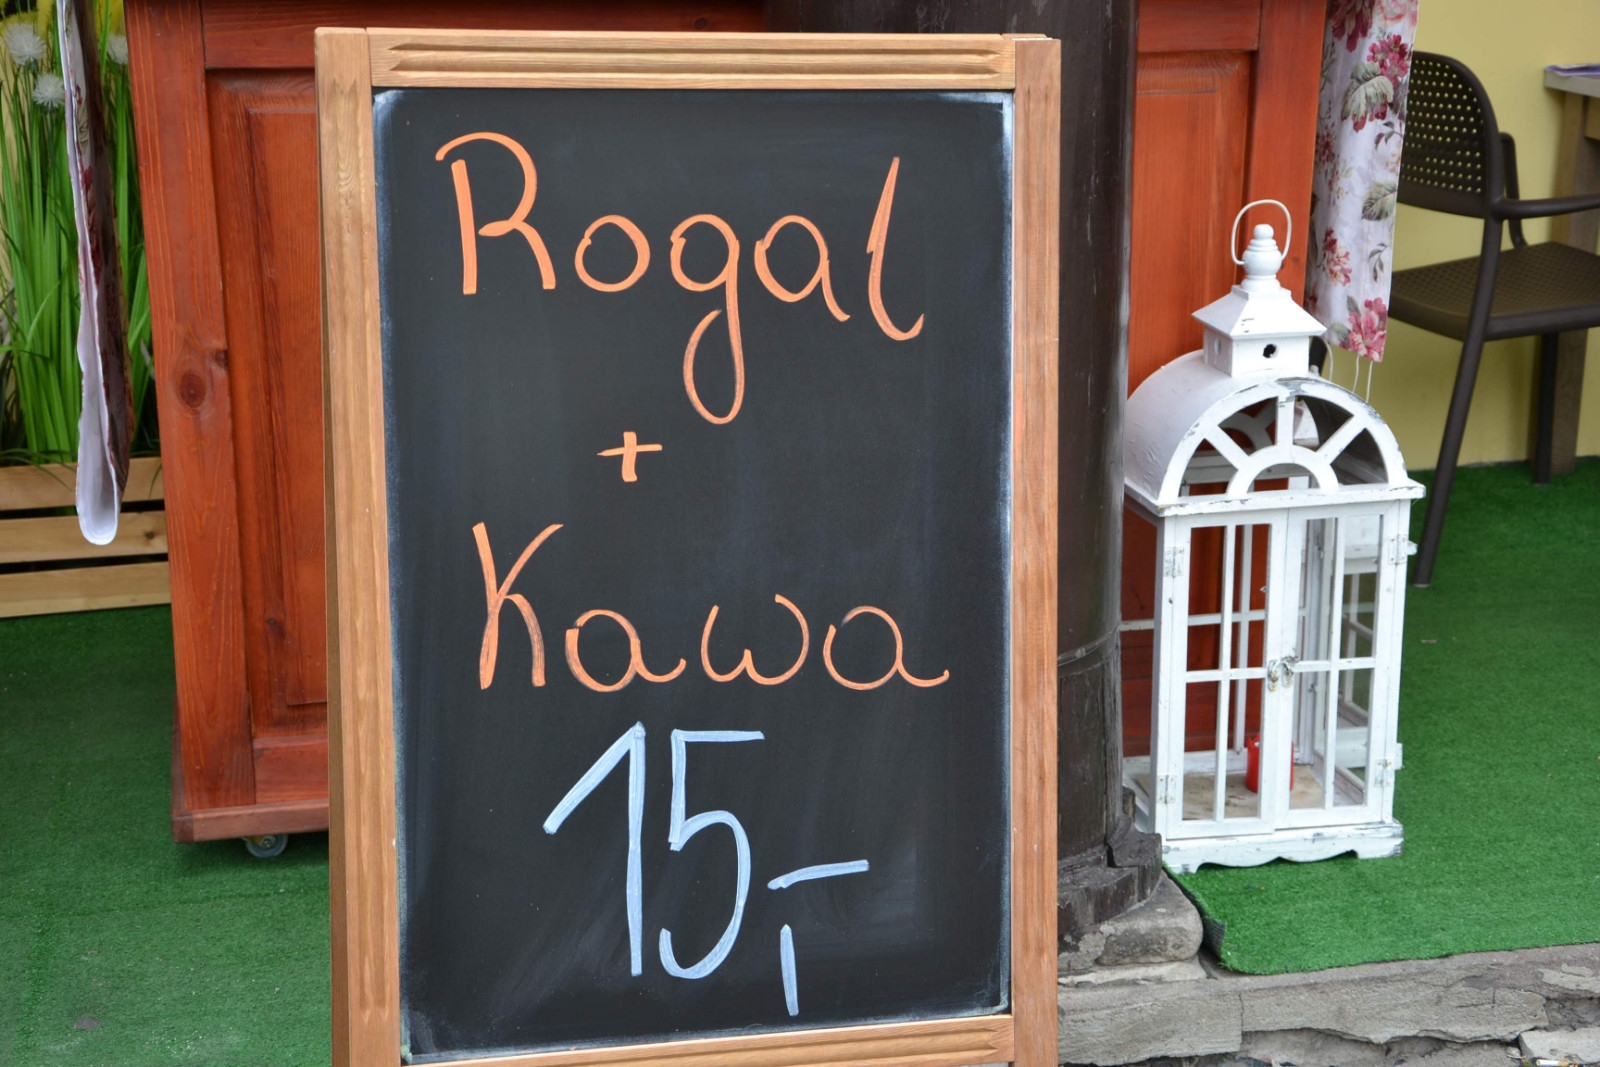 Rogal
+
Kawa
15,-